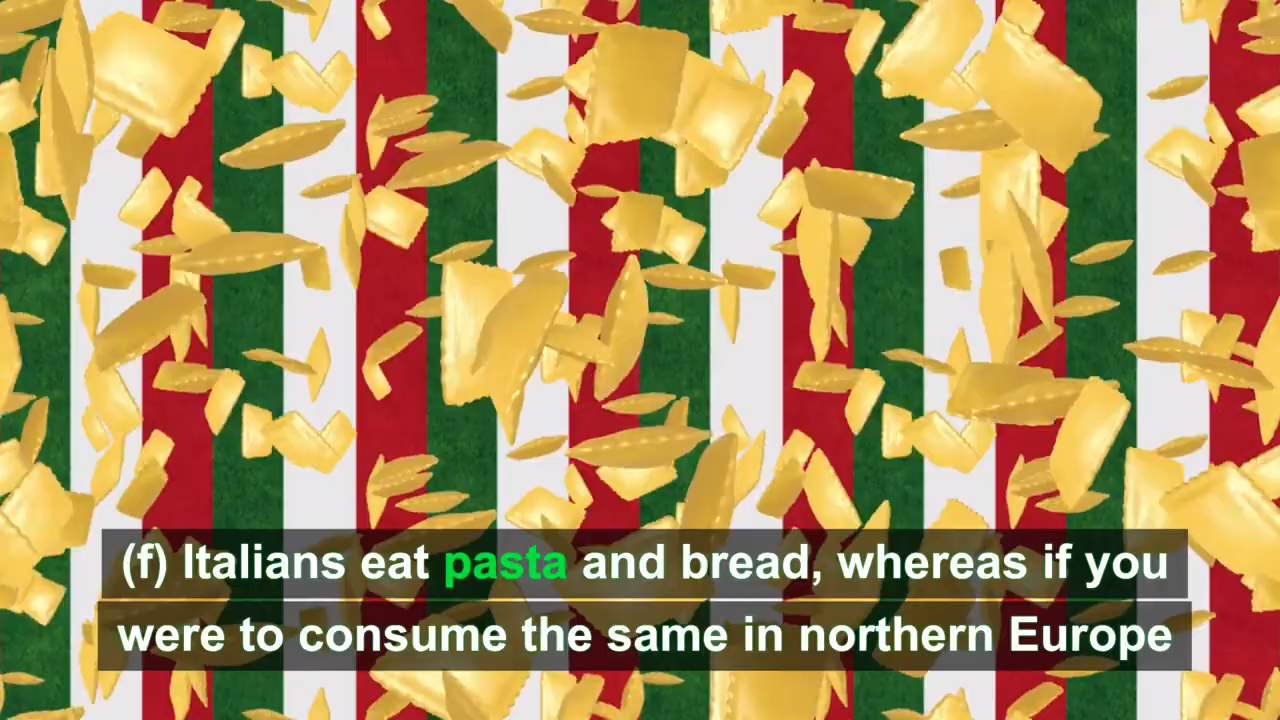 (f) Italians eat pasta and bread, whereas if you
were to consume the same in northern Europe